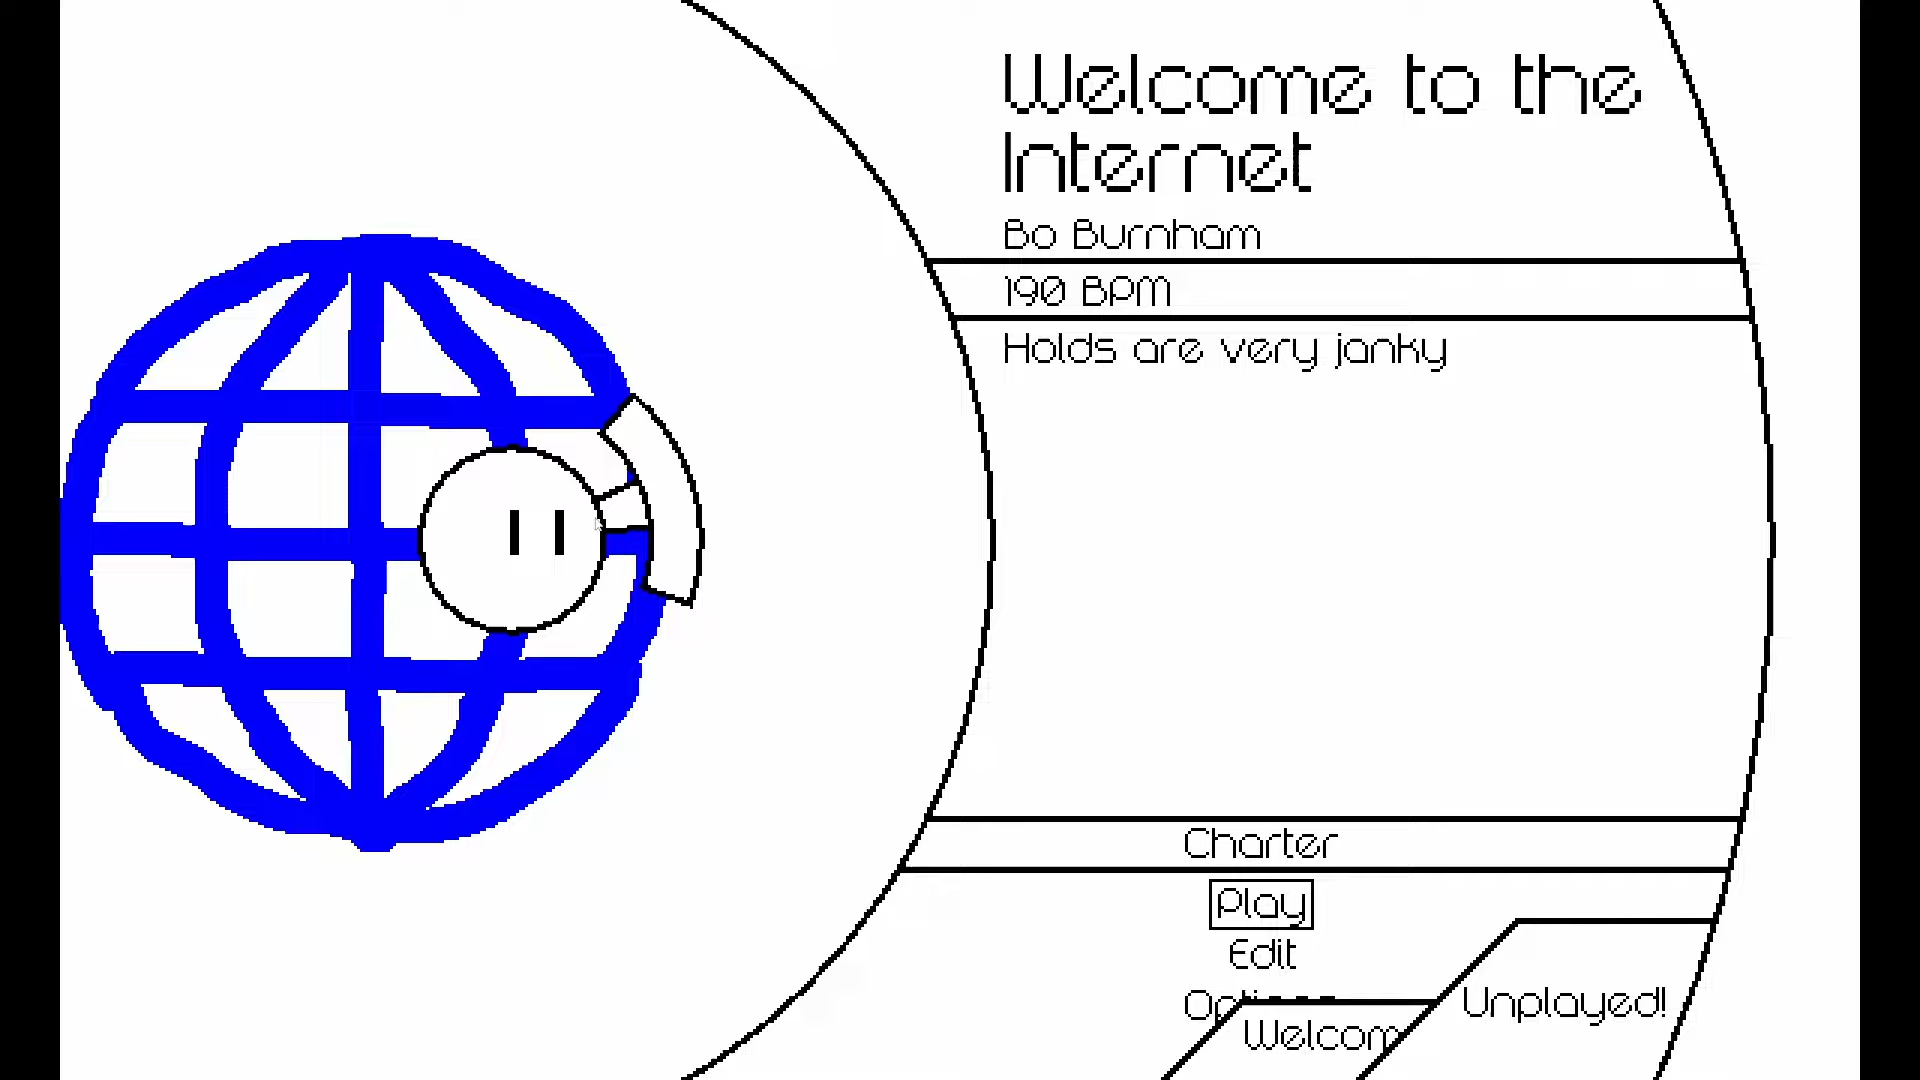 Welcome to the
Internet
Bo Burnham
190 BPM
Holds are very janky
Charter
Play
Edit
Unplayed!
Welcom